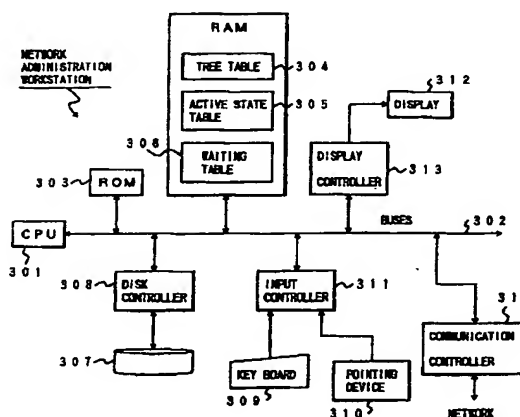 RAM
NETWORK
ADMINISTRATION
WORKSTATION
TREE TABLE
304
ACTIVE STATE
TABLE
305
306
WAITING
TABLE
312
DISPLAY
DISPLAY
CONTROLLER
313
303
ROM
BUSES
302
CPU
301
308
DISK
CONTROLLER
INPUT
CONTROLLER
311
31
COMMUNICATION
CONTROLLER
307
KEY BOARD
309
POINTING
DEVICE
310
NETWORK